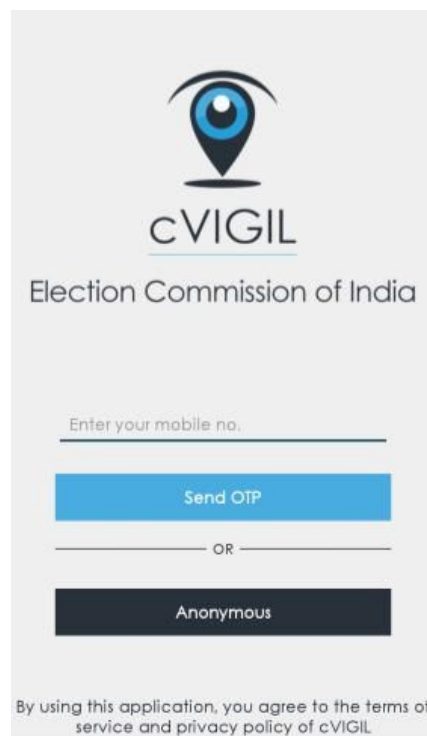 cVIGIL
Election Commission of India
Enter your mobile no.
Send OTP
OR
Anonymous
By using this application, you agree to the terms of
service and privacy policy of cVIGIL